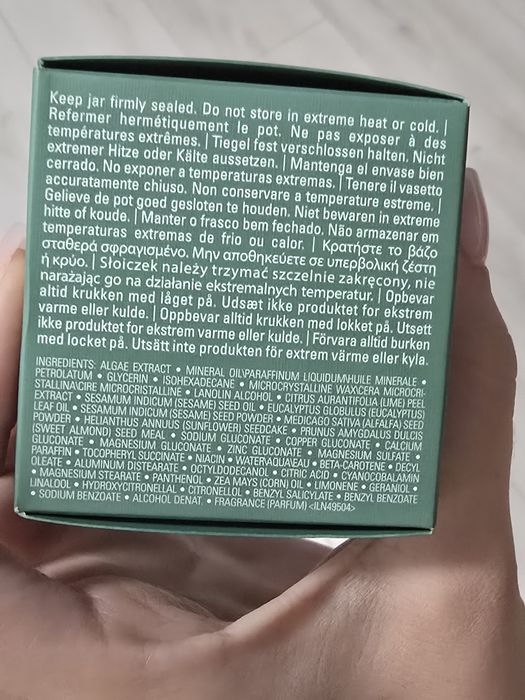 Keep jar firmly sealed. Do not store in extreme heat or cold. |
Refermer hermétiquement le pot. Ne pas exposer à des
températures extrêmes. | Tiegel fest verschlossen halten. Nicht
extremer Hitze oder Kälte aussetzen. | Mantenga el envase bien
cerrado. No exponer a temperaturas extremas. | Tenere il vasetto
accuratamente chiuso. Non conservare a temperature estreme. |
Gelieve de pot goed gesloten te houden. Niet bewaren in extreme
hitte of koude. | Manter o frasco bem fechado. Não armazenar em
temperaturas extremas de frio ou calor. | Κρατήστε το βάζο
σταθερά σφραγισμένο. Μην αποθηκεύετε σε υπερβολική ζέστη
ή κρύο. | Słoiczek należy trzymać szczelnie zakręcony, nie
narażając go na działanie ekstremalnych temperatur. | Opbevar
altid krukken med låget på. Udsæt ikke produktet for ekstrem
varme eller kulde. | Oppbevar alltid krukken med lokket på. Utsett
ikke produktet for ekstrem varme eller kulde. | Förvara alltid burken
med locket på. Utsätt inte produkten för extrem värme eller kyla.
INGREDIENTS: ALGAE EXTRACT • MINERAL OIL\PARAFFINUM LIQUIDUM\HUILE MINERALE •
PETROLATUM • GLYCERIN • ISOHEXADECANE • MICROCRYSTALLINE WAX\CERA MICROCRI-
STALLINA\CIRE MICROCRISTALLINE • LANOLIN ALCOHOL • CITRUS AURANTIFOLIA (LIME) PEEL
EXTRACT • SESAMUM INDICUM (SESAME) SEED OIL • EUCALYPTUS GLOBULUS (EUCALYPTUS)
LEAF OIL • SESAMUM INDICUM (SESAME) SEED POWDER • MEDICAGO SATIVA (ALFALFA) SEED
POWDER • HELIANTHUS ANNUUS (SUNFLOWER) SEEDCAKE • PRUNUS AMYGDALUS DULCIS
(SWEET ALMOND) SEED MEAL • SODIUM GLUCONATE • COPPER GLUCONATE • CALCIUM
GLUCONATE • MAGNESIUM GLUCONATE • ZINC GLUCONATE • MAGNESIUM SULFATE •
PARAFFIN • TOCOPHERYL SUCCINATE • NIACIN • WATER\AQUA\EAU • BETA-CAROTENE • DECYL
OLEATE • ALUMINUM DISTEARATE • OCTYLDODECANOL • CITRIC ACID • CYANOCOBALAMIN
• MAGNESIUM STEARATE • PANTHENOL • ZEA MAYS (CORN) OIL • LIMONENE • GERANIOL •
LINALOOL • HYDROXYCITRONELLAL • CITRONELLOL • BENZYL SALICYLATE • BENZYL BENZOATE
• SODIUM BENZOATE • ALCOHOL DENAT. • FRAGRANCE (PARFUM) <ILN49504>